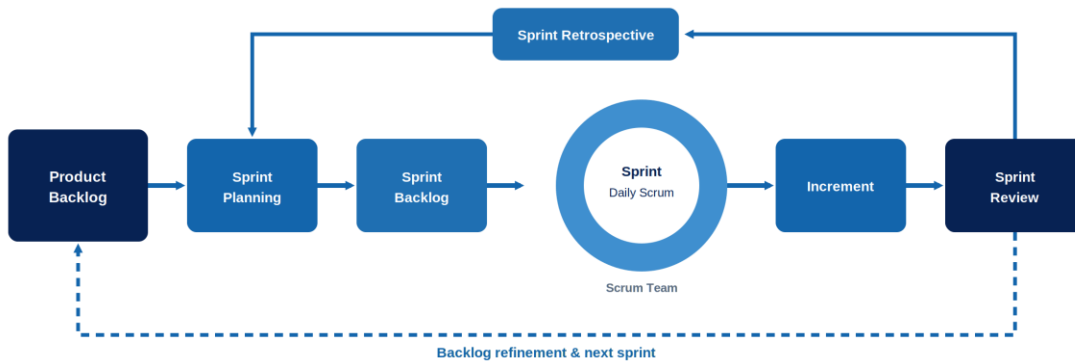 Sprint Retrospective
Product
Backlog
Sprint
Planning
Sprint
Backlog
Sprint
Daily Scrum
Increment
Sprint
Review
Scrum Team
Backlog refinement & next sprint